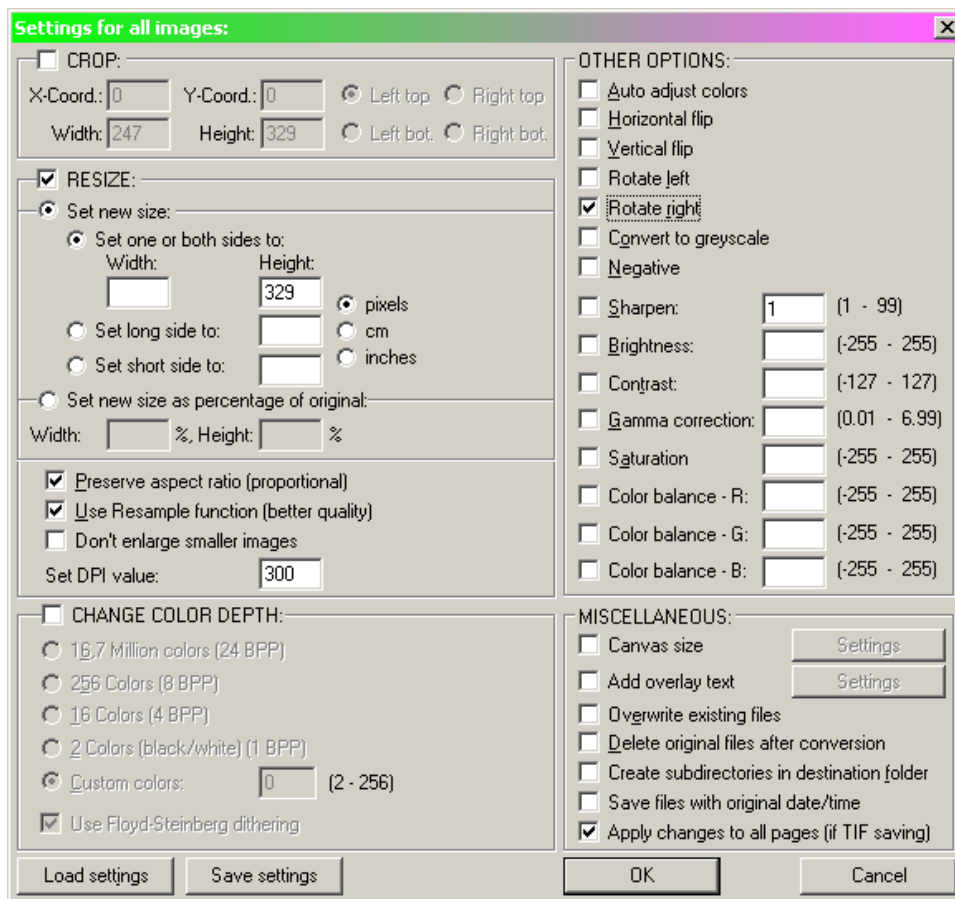 Settings for all images:
CROP:
X-Coord.: 0 Y-Coord.: 0 Left top Right top
Width: 247 Height: 329 Left bot. Right bot.
RESIZE:
Set new size:
Set one or both sides to:
Width: Height:
329
pixels
Set long side to: cm
Set short side to: inches
Set new size as percentage of original:
Width: %, Height: %
Preserve aspect ratio (proportional)
Use Resample function (better quality)
Don't enlarge smaller images
Set DPI value: 300
CHANGE COLOR DEPTH:
16,7 Million colors (24 BPP)
256 Colors (8 BPP)
16 Colors (4 BPP)
2 Colors (black/white) (1 BPP)
Custom colors: 0 (2 - 256)
Use Floyd-Steinberg dithering
Load settings Save settings
OTHER OPTIONS:
Auto adjust colors
Horizontal flip
Vertical flip
Rotate left
Rotate right
Convert to greyscale
Negative
Sharpen: 1 (1 - 99)
Brightness: (-255 - 255)
Contrast: (-127 - 127)
Gamma correction: (0.01 - 6.99)
Saturation (-255 - 255)
Color balance - R: (-255 - 255)
Color balance - G: (-255 - 255)
Color balance - B: (-255 - 255)
MISCELLANEOUS:
Canvas size Settings
Add overlay text Settings
Overwrite existing files
Delete original files after conversion
Create subdirectories in destination folder
Save files with original date/time
Apply changes to all pages (if TIF saving)
OK Cancel